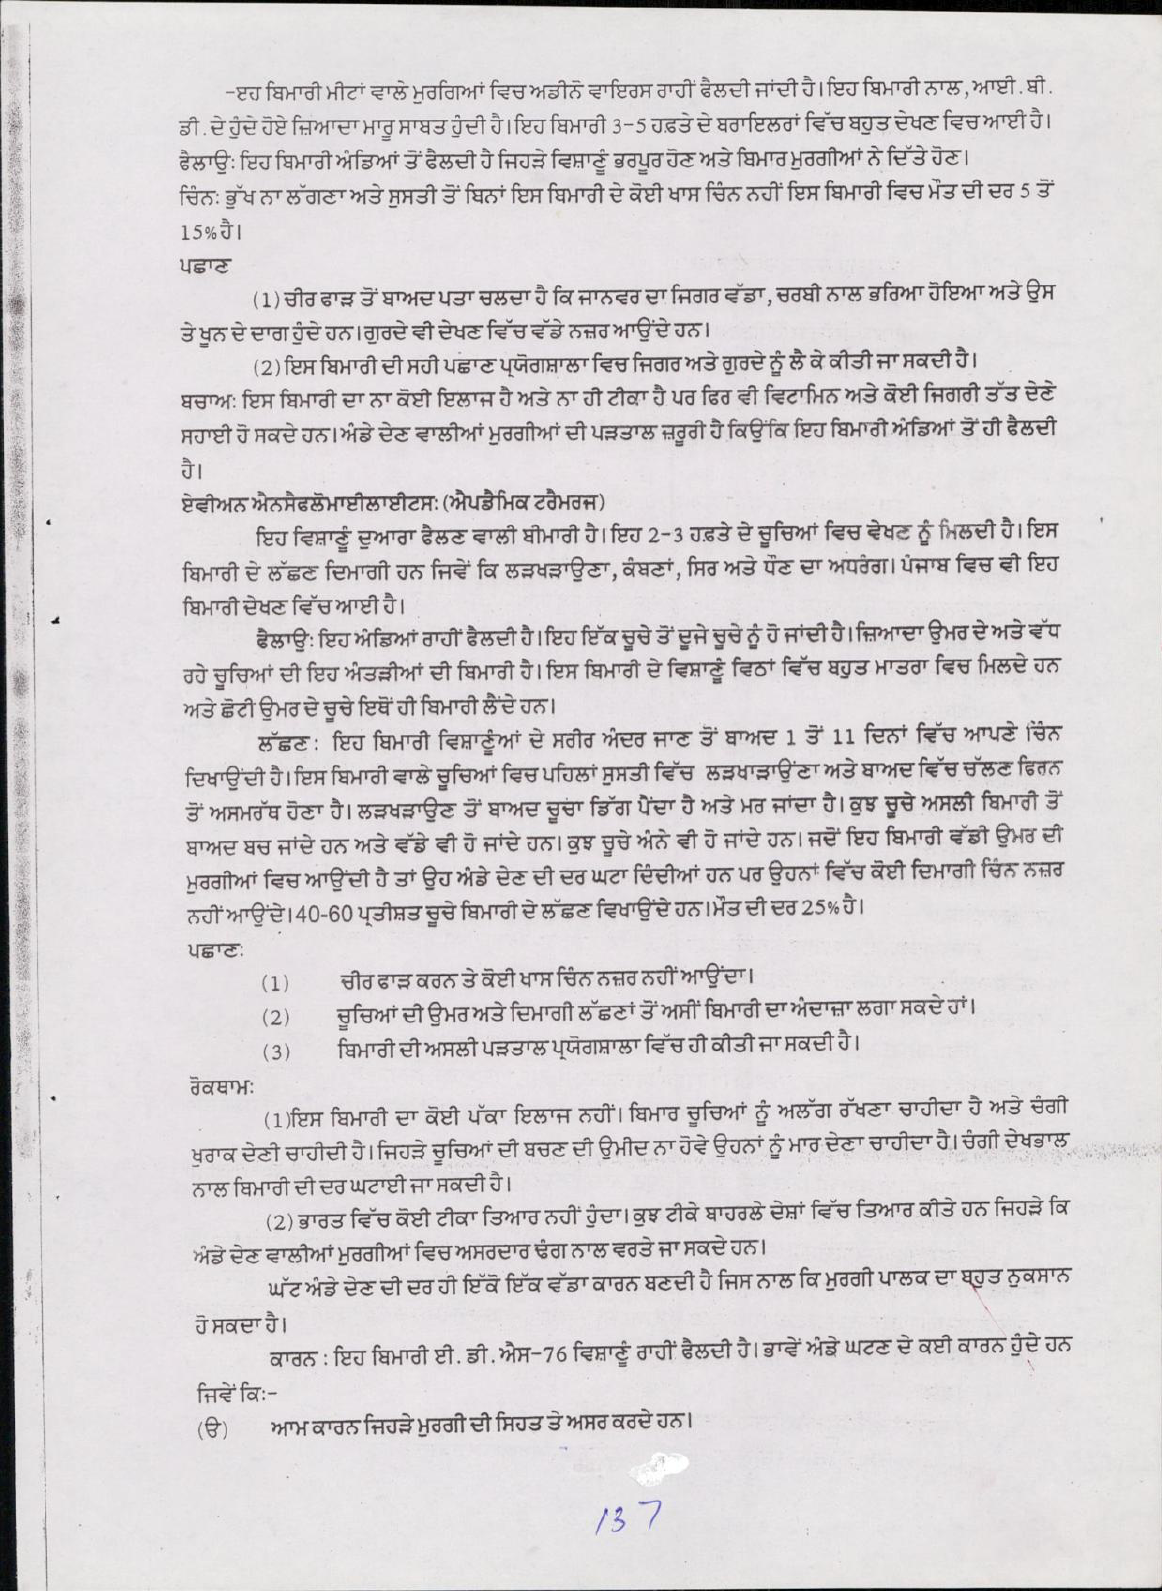 -ੲਹ ਬਿਮਾਰੀ ਮੀਟਾਂ ਵਾਲੇ ਮੁਰਗਿਆਂ ਵਿਚ ਅਡੀਨੋ ਵਾਇਰਸ ਰਾਹੀਂ ਫੈਲਦੀ ਜਾਂਦੀ ਹੈ। ਇਹ ਬਿਮਾਰੀ ਨਾਲ, ਆਈ. ਬੀ.
ਡੀ. ਦੇ ਹੁੰਦੇ ਹੋਏ ਜ਼ਿਆਦਾ ਮਾਰੂ ਸਾਬਤ ਹੁੰਦੀ ਹੈ। ਇਹ ਬਿਮਾਰੀ 3-5 ਹਫ਼ਤੇ ਦੇ ਬਰਾਇਲਰਾਂ ਵਿੱਚ ਬਹੁਤ ਦੇਖਣ ਵਿਚ ਆਈ ਹੈ।
ਫੈਲਾਉ: ਇਹ ਬਿਮਾਰੀ ਅੰਡਿਆਂ ਤੋਂ ਫੈਲਦੀ ਹੈ ਜਿਹੜੇ ਵਿਸ਼ਾਣੂੰ ਭਰਪੂਰ ਹੋਣ ਅਤੇ ਬਿਮਾਰ ਮੁਰਗੀਆਂ ਨੇ ਦਿੱਤੇ ਹੋਣ।
ਚਿੰਨ: ਭੁੱਖ ਨਾ ਲੱਗਣਾ ਅਤੇ ਸੁਸਤੀ ਤੋਂ ਬਿਨਾਂ ਇਸ ਬਿਮਾਰੀ ਦੇ ਕੋਈ ਖਾਸ ਚਿੰਨ ਨਹੀਂ ਇਸ ਬਿਮਾਰੀ ਵਿਚ ਮੌਤ ਦੀ ਦਰ 5 ਤੋਂ
15% ਹੈ।
ਪਛਾਣ
(1) ਚੀਰ ਫਾੜ ਤੋਂ ਬਾਅਦ ਪਤਾ ਚਲਦਾ ਹੈ ਕਿ ਜਾਨਵਰ ਦਾ ਜਿਗਰ ਵੱਡਾ, ਚਰਬੀ ਨਾਲ ਭਰਿਆ ਹੋਇਆ ਅਤੇ ਉਸ
ਤੇ ਖੂਨ ਦੇ ਦਾਗ ਹੁੰਦੇ ਹਨ। ਗੁਰਦੇ ਵੀ ਦੇਖਣ ਵਿੱਚ ਵੱਡੇ ਨਜ਼ਰ ਆਉਂਦੇ ਹਨ।
(2) ਇਸ ਬਿਮਾਰੀ ਦੀ ਸਹੀ ਪਛਾਣ ਪ੍ਰਯੋਗਸ਼ਾਲਾ ਵਿਚ ਜਿਗਰ ਅਤੇ ਗੁਰਦੇ ਨੂੰ ਲੈ ਕੇ ਕੀਤੀ ਜਾ ਸਕਦੀ ਹੈ।
ਬਚਾਅ: ਇਸ ਬਿਮਾਰੀ ਦਾ ਨਾ ਕੋਈ ਇਲਾਜ ਹੈ ਅਤੇ ਨਾ ਹੀ ਟੀਕਾ ਹੈ ਪਰ ਫਿਰ ਵੀ ਵਿਟਾਮਿਨ ਅਤੇ ਕੋਈ ਜਿਗਰੀ ਤੱਤ ਦੇਣੇ
ਸਹਾਈ ਹੋ ਸਕਦੇ ਹਨ। ਅੰਡੇ ਦੇਣ ਵਾਲੀਆਂ ਮੁਰਗੀਆਂ ਦੀ ਪੜਤਾਲ ਜ਼ਰੂਰੀ ਹੈ ਕਿਉਂਕਿ ਇਹ ਬਿਮਾਰੀ ਅੰਡਿਆਂ ਤੋਂ ਹੀ ਫੈਲਦੀ
ਹੈ।
ਏਵੀਅਨ ਐਨਸੈਫਲੋਮਾਈਲਾਈਟਸ: (ਐਪਡੈਮਿਕ ਟਰੈਮਰਜ)
ਇਹ ਵਿਸ਼ਾਣੂੰ ਦੁਆਰਾ ਫੈਲਣ ਵਾਲੀ ਬੀਮਾਰੀ ਹੈ। ਇਹ 2-3 ਹਫ਼ਤੇ ਦੇ ਚੂਚਿਆਂ ਵਿਚ ਵੇਖਣ ਨੂੰ ਮਿਲਦੀ ਹੈ। ਇਸ
ਬਿਮਾਰੀ ਦੇ ਲੱਛਣ ਦਿਮਾਗੀ ਹਨ ਜਿਵੇਂ ਕਿ ਲੜਖੜਾਉਣਾ, ਕੰਬਣਾਂ, ਸਿਰ ਅਤੇ ਧੌਣ ਦਾ ਅਧਰੰਗ। ਪੰਜਾਬ ਵਿਚ ਵੀ ਇਹ
ਬਿਮਾਰੀ ਦੇਖਣ ਵਿੱਚ ਆਈ ਹੈ।
ਫੈਲਾਉ: ਇਹ ਅੰਡਿਆਂ ਰਾਹੀਂ ਫੈਲਦੀ ਹੈ। ਇਹ ਇੱਕ ਚੂਚੇ ਤੋਂ ਦੂਜੇ ਚੂਚੇ ਨੂੰ ਹੋ ਜਾਂਦੀ ਹੈ। ਜ਼ਿਆਦਾ ਉਮਰ ਦੇ ਅਤੇ ਵੱਧ
ਰਹੇ ਚੂਚਿਆਂ ਦੀ ਇਹ ਅੰਤੜੀਆਂ ਦੀ ਬਿਮਾਰੀ ਹੈ। ਇਸ ਬਿਮਾਰੀ ਦੇ ਵਿਸ਼ਾਣੂੰ ਵਿਠਾਂ ਵਿੱਚ ਬਹੁਤ ਮਾਤਰਾ ਵਿਚ ਮਿਲਦੇ ਹਨ
ਅਤੇ ਛੋਟੀ ਉਮਰ ਦੇ ਚੂਚੇ ਇਥੋਂ ਹੀ ਬਿਮਾਰੀ ਲੈਂਦੇ ਹਨ।
ਲੱਛਣ: ਇਹ ਬਿਮਾਰੀ ਵਿਸ਼ਾਣੂੰਆਂ ਦੇ ਸਰੀਰ ਅੰਦਰ ਜਾਣ ਤੋਂ ਬਾਅਦ 1 ਤੋਂ 11 ਦਿਨਾਂ ਵਿੱਚ ਆਪਣੇ ਚਿੰਨ
ਦਿਖਾਉਂਦੀ ਹੈ। ਇਸ ਬਿਮਾਰੀ ਵਾਲੇ ਚੂਚਿਆਂ ਵਿਚ ਪਹਿਲਾਂ ਸੁਸਤੀ ਵਿੱਚ ਲੜਖਾੜਾਉਂਣਾ ਅਤੇ ਬਾਅਦ ਵਿੱਚ ਚੱਲਣ ਫਿਰਨ
ਤੋਂ ਅਸਮਰੱਥ ਹੋਣਾ ਹੈ। ਲੜਖੜਾਉਣ ਤੋਂ ਬਾਅਦ ਚੂਚਾ ਡਿੱਗ ਪੈਂਦਾ ਹੈ ਅਤੇ ਮਰ ਜਾਂਦਾ ਹੈ। ਕੁਝ ਚੂਚੇ ਅਸਲੀ ਬਿਮਾਰੀ ਤੋਂ
ਬਾਅਦ ਬਚ ਜਾਂਦੇ ਹਨ ਅਤੇ ਵੱਡੇ ਵੀ ਹੋ ਜਾਂਦੇ ਹਨ। ਕੁਝ ਚੂਚੇ ਅੰਨੇ ਵੀ ਹੋ ਜਾਂਦੇ ਹਨ। ਜਦੋਂ ਇਹ ਬਿਮਾਰੀ ਵੱਡੀ ਉਮਰ ਦੀ
ਮੁਰਗੀਆਂ ਵਿਚ ਆਉਂਦੀ ਹੈ ਤਾਂ ਉਹ ਅੰਡੇ ਦੇਣ ਦੀ ਦਰ ਘਟਾ ਦਿੰਦੀਆਂ ਹਨ ਪਰ ਉਹਨਾਂ ਵਿੱਚ ਕੋਈ ਦਿਮਾਗੀ ਚਿੰਨ ਨਜ਼ਰ
ਨਹੀਂ ਆਉਂਦੇ। 40-60 ਪ੍ਰਤੀਸ਼ਤ ਚੂਚੇ ਬਿਮਾਰੀ ਦੇ ਲੱਛਣ ਵਿਖਾਉਂਦੇ ਹਨ। ਮੌਤ ਦੀ ਦਰ 25% ਹੈ।
ਪਛਾਣ:
(1) ਚੀਰ ਫਾੜ ਕਰਨ ਤੇ ਕੋਈ ਖਾਸ ਚਿੰਨ ਨਜ਼ਰ ਨਹੀਂ ਆਉਂਦਾ।
(2) ਚੂਚਿਆਂ ਦੀ ਉਮਰ ਅਤੇ ਦਿਮਾਗੀ ਲੱਛਣਾਂ ਤੋਂ ਅਸੀਂ ਬਿਮਾਰੀ ਦਾ ਅੰਦਾਜ਼ਾ ਲਗਾ ਸਕਦੇ ਹਾਂ।
(3) ਬਿਮਾਰੀ ਦੀ ਅਸਲੀ ਪੜਤਾਲ ਪ੍ਰਯੋਗਸ਼ਾਲਾ ਵਿੱਚ ਹੀ ਕੀਤੀ ਜਾ ਸਕਦੀ ਹੈ।
ਰੋਕਥਾਮ:
(1)ਇਸ ਬਿਮਾਰੀ ਦਾ ਕੋਈ ਪੱਕਾ ਇਲਾਜ ਨਹੀਂ। ਬਿਮਾਰ ਚੂਚਿਆਂ ਨੂੰ ਅਲੱਗ ਰੱਖਣਾ ਚਾਹੀਦਾ ਹੈ ਅਤੇ ਚੰਗੀ
ਖੁਰਾਕ ਦੇਣੀ ਚਾਹੀਦੀ ਹੈ। ਜਿਹੜੇ ਚੂਚਿਆਂ ਦੀ ਬਚਣ ਦੀ ਉਮੀਦ ਨਾ ਹੋਵੇ ਉਹਨਾਂ ਨੂੰ ਮਾਰ ਦੇਣਾ ਚਾਹੀਦਾ ਹੈ। ਚੰਗੀ ਦੇਖਭਾਲ
ਨਾਲ ਬਿਮਾਰੀ ਦੀ ਦਰ ਘਟਾਈ ਜਾ ਸਕਦੀ ਹੈ।
(2) ਭਾਰਤ ਵਿੱਚ ਕੋਈ ਟੀਕਾ ਤਿਆਰ ਨਹੀਂ ਹੁੰਦਾ। ਕੁਝ ਟੀਕੇ ਬਾਹਰਲੇ ਦੇਸ਼ਾਂ ਵਿੱਚ ਤਿਆਰ ਕੀਤੇ ਹਨ ਜਿਹੜੇ ਕਿ
ਅੰਡੇ ਦੇਣ ਵਾਲੀਆਂ ਮੁਰਗੀਆਂ ਵਿਚ ਅਸਰਦਾਰ ਢੰਗ ਨਾਲ ਵਰਤੇ ਜਾ ਸਕਦੇ ਹਨ।
ਘੱਟ ਅੰਡੇ ਦੇਣ ਦੀ ਦਰ ਹੀ ਇੱਕੋ ਇੱਕ ਵੱਡਾ ਕਾਰਨ ਬਣਦੀ ਹੈ ਜਿਸ ਨਾਲ ਕਿ ਮੁਰਗੀ ਪਾਲਕ ਦਾ ਬਹੁਤ ਨੁਕਸਾਨ
ਹੋ ਸਕਦਾ ਹੈ।
ਕਾਰਨ : ਇਹ ਬਿਮਾਰੀ ਈ. ਡੀ. ਐਸ-76 ਵਿਸ਼ਾਣੂੰ ਰਾਹੀਂ ਫੈਲਦੀ ਹੈ। ਭਾਵੇਂ ਅੰਡੇ ਘਟਣ ਦੇ ਕਈ ਕਾਰਨ ਹੁੰਦੇ ਹਨ
ਜਿਵੇਂ ਕਿ:-
(ੳ) ਆਮ ਕਾਰਨ ਜਿਹੜੇ ਮੁਰਗੀ ਦੀ ਸਿਹਤ ਤੇ ਅਸਰ ਕਰਦੇ ਹਨ।
137